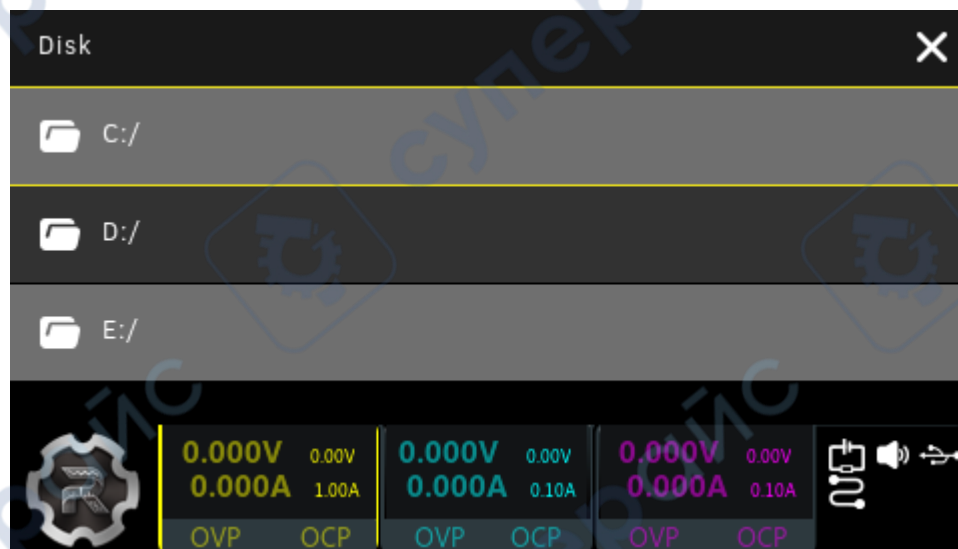 Disk
C:/
D:/
E:/
0.000V 0.00V 0.000V 0.00V 0.000V 0.00V
0.000A 1.00A 0.000A 0.10A 0.000A 0.10A
OVP OCP OVP OCP OVP OCP